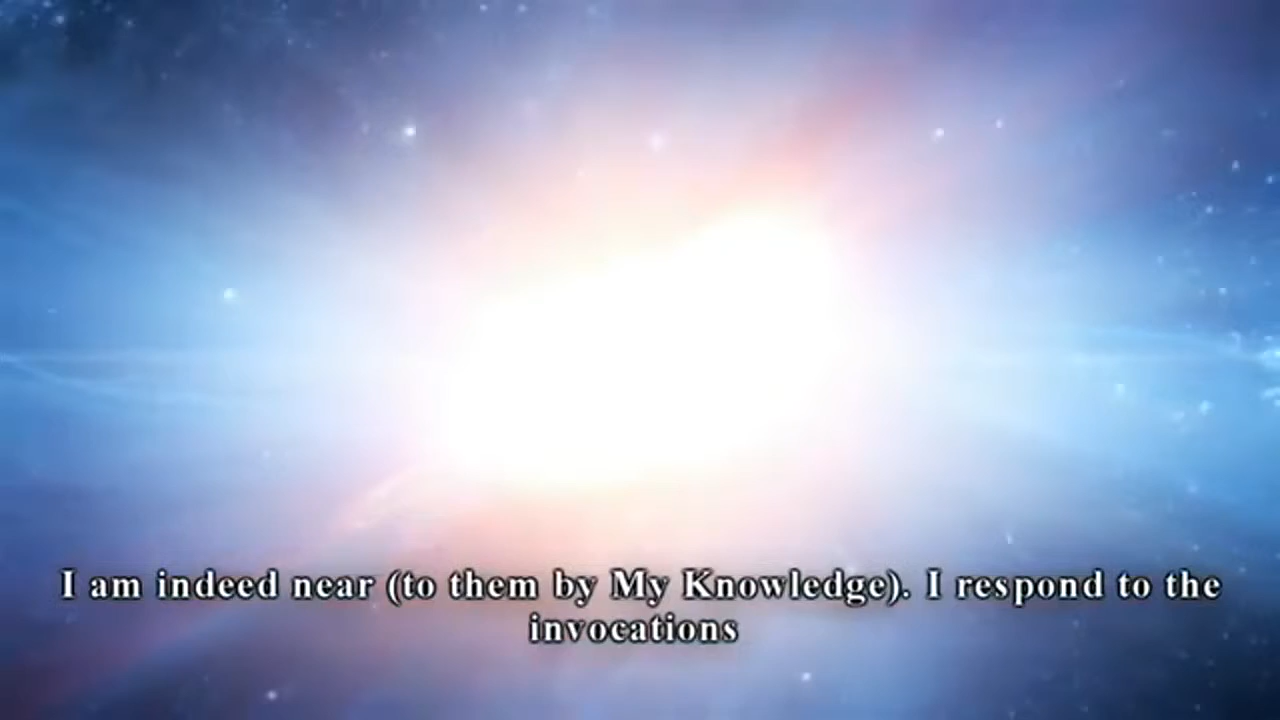 I am indeed near (to them by My Knowledge). I respond to the
invocations